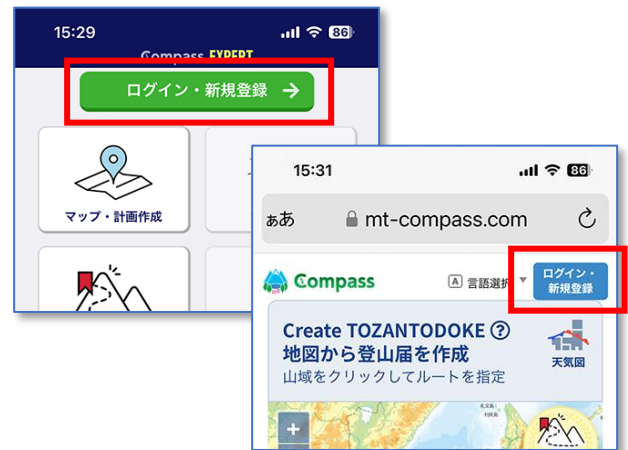 15:29
86
Compass EXPERT
ログイン・新規登録 →
マップ・計画作成
15:31
86
ぁあ
mt-compass.com
Compass
A 言語選択 ▼
ログイン・
新規登録
Create TOZANTODOKE ?
地図から登山届を作成
山域をクリックしてルートを指定
天気図
+